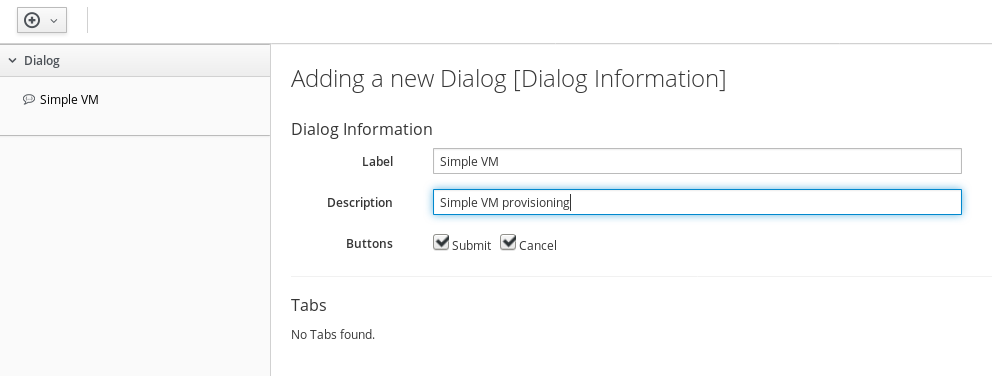 Dialog
Simple VM
Adding a new Dialog [Dialog Information]
Dialog Information
Label Simple VM
Description Simple VM provisioning
Buttons Submit Cancel
Tabs
No Tabs found.